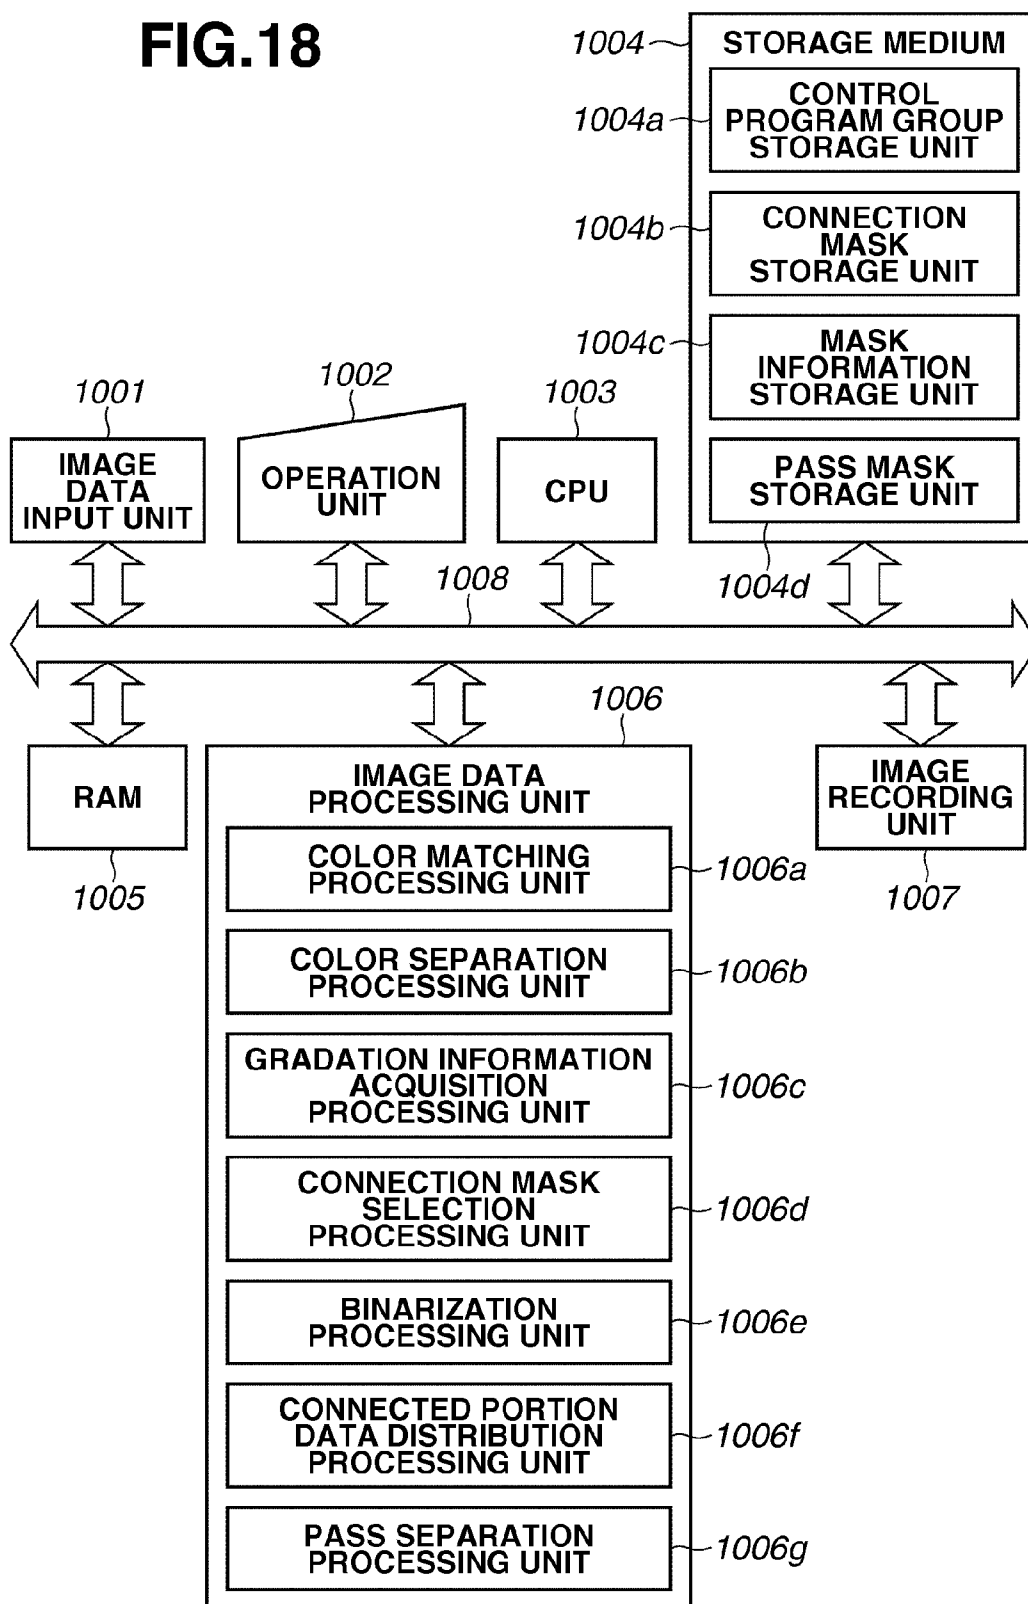 FIG.18
1004
STORAGE MEDIUM
1004a
CONTROL
PROGRAM GROUP
STORAGE UNIT
1004b
CONNECTION
MASK
STORAGE UNIT
1004c
MASK
INFORMATION
STORAGE UNIT
PASS MASK
STORAGE UNIT
1004d
1001
IMAGE
DATA
INPUT UNIT
1002
OPERATION
UNIT
1003
CPU
1008
RAM
1005
1006
IMAGE DATA
PROCESSING UNIT
COLOR MATCHING
PROCESSING UNIT
1006a
COLOR SEPARATION
PROCESSING UNIT
1006b
GRADATION INFORMATION
ACQUISITION
PROCESSING UNIT
1006c
CONNECTION MASK
SELECTION
PROCESSING UNIT
1006d
BINARIZATION
PROCESSING UNIT
1006e
CONNECTED PORTION
DATA DISTRIBUTION
PROCESSING UNIT
1006f
PASS SEPARATION
PROCESSING UNIT
1006g
IMAGE
RECORDING
UNIT
1007